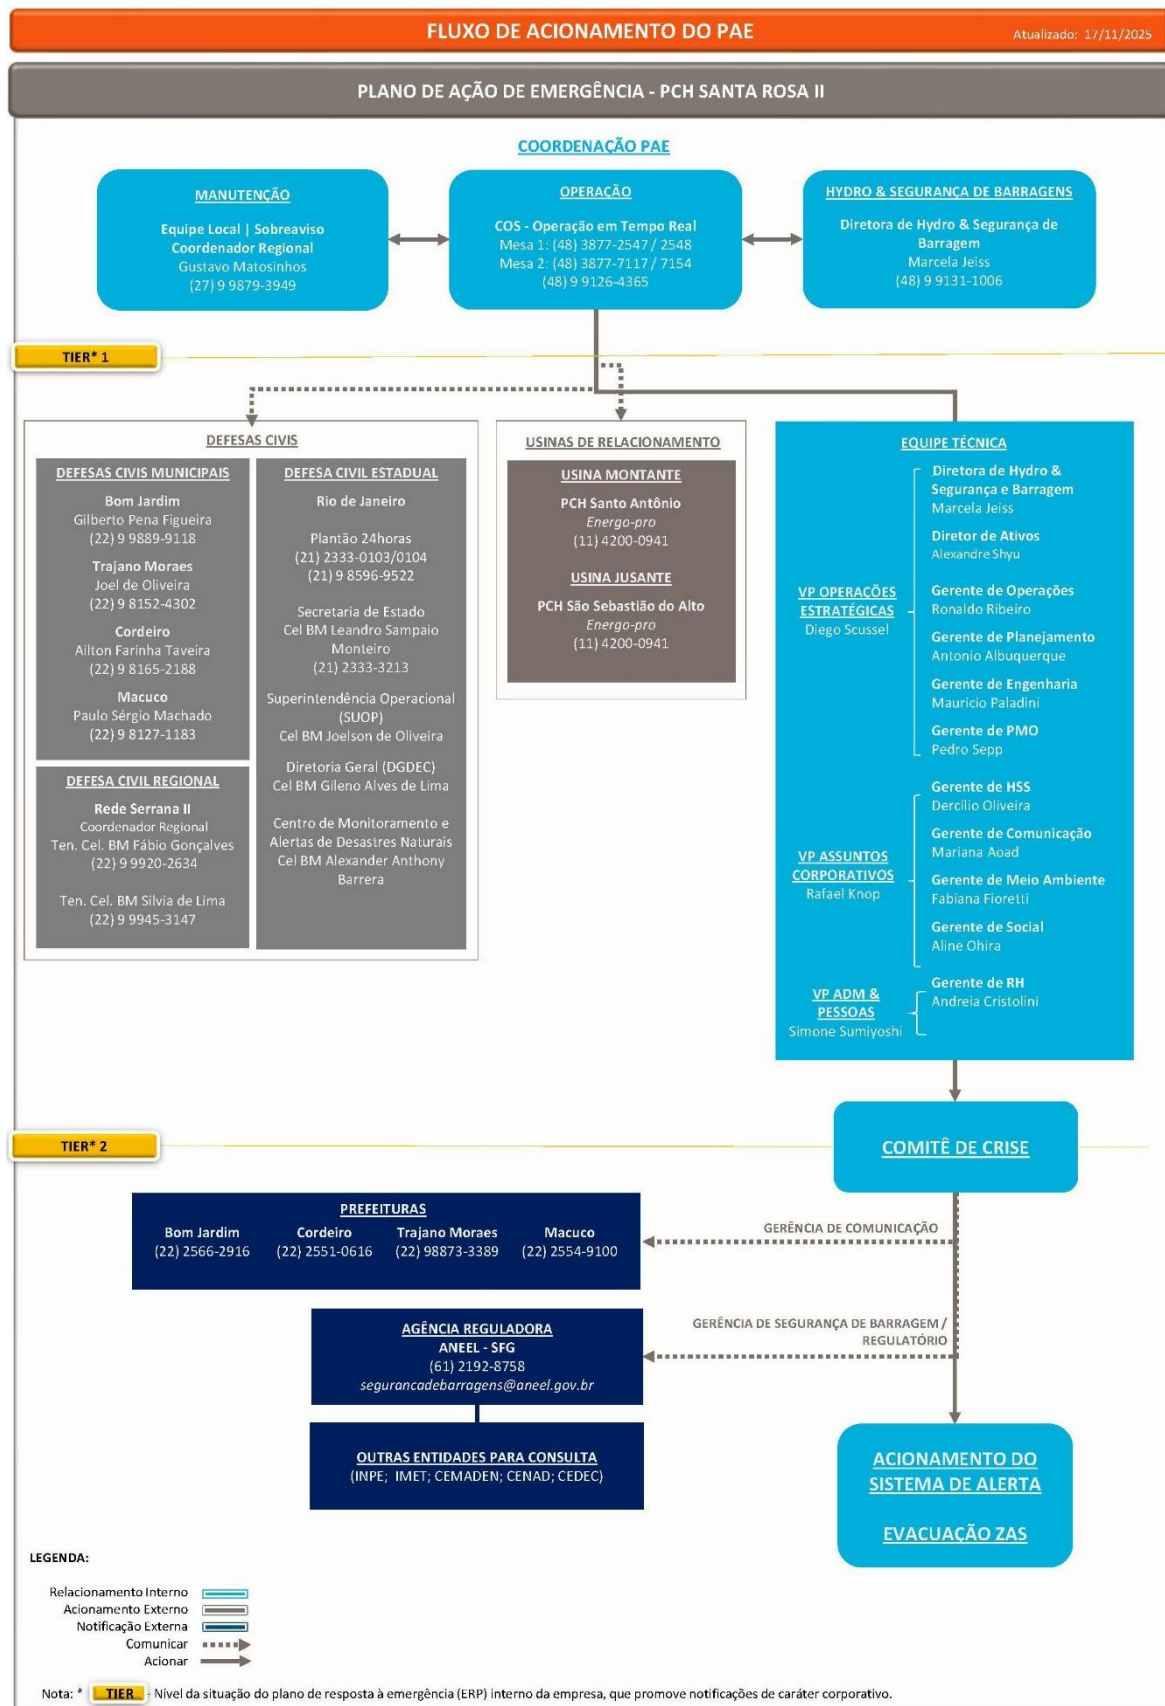 FLUXO DE ACIONAMENTO DO PAE
Atualizado: 17/11/2025
PLANO DE AÇÃO DE EMERGÊNCIA - PCH SANTA ROSA II
COORDENAÇÃO PAE
MANUTENÇÃO
Equipe Local | Sobreaviso
Coordenador Regional
Gustavo Matosinhos
(27) 9 9879-3949
OPERAÇÃO
COS - Operação em Tempo Real
Mesa 1: (48) 3877-2547 / 2548
Mesa 2: (48) 3877-7117 / 7154
(48) 9 9126-4365
HYDRO & SEGURANÇA DE BARRAGENS
Diretora de Hydro & Segurança de
Barragem
Marcela Jeiss
(48) 9 9131-1006
TIER* 1
DEFESAS CIVIS
DEFESAS CIVIS MUNICIPAIS
Bom Jardim
Gilberto Pena Figueira
(22) 9 9889-9118
Trajano Moraes
Joel de Oliveira
(22) 9 8152-4302
Cordeiro
Ailton Farinha Taveira
(22) 9 8165-2188
Macuco
Paulo Sérgio Machado
(22) 9 8127-1183
DEFESA CIVIL REGIONAL
Rede Serrana II
Coordenador Regional
Ten. Cel. BM Fábio Gonçalves
(22) 9 9920-2634
Ten. Cel. BM Silvia de Lima
(22) 9 9945-3147
DEFESA CIVIL ESTADUAL
Rio de Janeiro
Plantão 24horas
(21) 2333-0103/0104
(21) 9 8596-9522
Secretaria de Estado
Cel BM Leandro Sampaio
Monteiro
(21) 2333-3213
Superintendência Operacional
(SUOP)
Cel BM Joelson de Oliveira
Diretoria Geral (DGDEC)
Cel BM Gileno Alves de Lima
Centro de Monitoramento e
Alertas de Desastres Naturais
Cel BM Alexander Anthony
Barrera
USINAS DE RELACIONAMENTO
USINA MONTANTE
PCH Santo Antônio
Energo-pro
(11) 4200-0941
USINA JUSANTE
PCH São Sebastião do Alto
Energo-pro
(11) 4200-0941
EQUIPE TÉCNICA
VP OPERAÇÕES
ESTRATÉGICAS
Diego Scussel
Diretora de Hydro &
Segurança e Barragem
Marcela Jeiss
Diretor de Ativos
Alexandre Shyu
Gerente de Operações
Ronaldo Ribeiro
Gerente de Planejamento
Antonio Albuquerque
Gerente de Engenharia
Mauricio Paladini
Gerente de PMO
Pedro Sepp
VP ASSUNTOS
CORPORATIVOS
Rafael Knop
Gerente de HSS
Dercílio Oliveira
Gerente de Comunicação
Mariana Aoad
Gerente de Meio Ambiente
Fabiana Fioretti
Gerente de Social
Aline Ohira
VP ADM &
PESSOAS
Simone Sumiyoshi
Gerente de RH
Andreia Cristolini
TIER* 2
COMITÊ DE CRISE
PREFEITURAS
Bom Jardim
(22) 2566-2916
Cordeiro
(22) 2551-0616
Trajano Moraes
(22) 98873-3389
Macuco
(22) 2554-9100
GERÊNCIA DE COMUNICAÇÃO
AGÊNCIA REGULADORA
ANEEL - SFG
(61) 2192-8758
segurancadebarragens@aneel.gov.br
GERÊNCIA DE SEGURANÇA DE BARRAGEM /
REGULATÓRIO
OUTRAS ENTIDADES PARA CONSULTA
(INPE; IMET; CEMADEN; CENAD; CEDEC)
ACIONAMENTO DO
SISTEMA DE ALERTA
EVACUAÇÃO ZAS
LEGENDA:
Relacionamento Interno
Acionamento Externo
Notificação Externa
Comunicar
Acionar
Nota: * TIER - Nível da situação do plano de resposta à emergência (ERP) interno da empresa, que promove notificações de caráter corporativo.